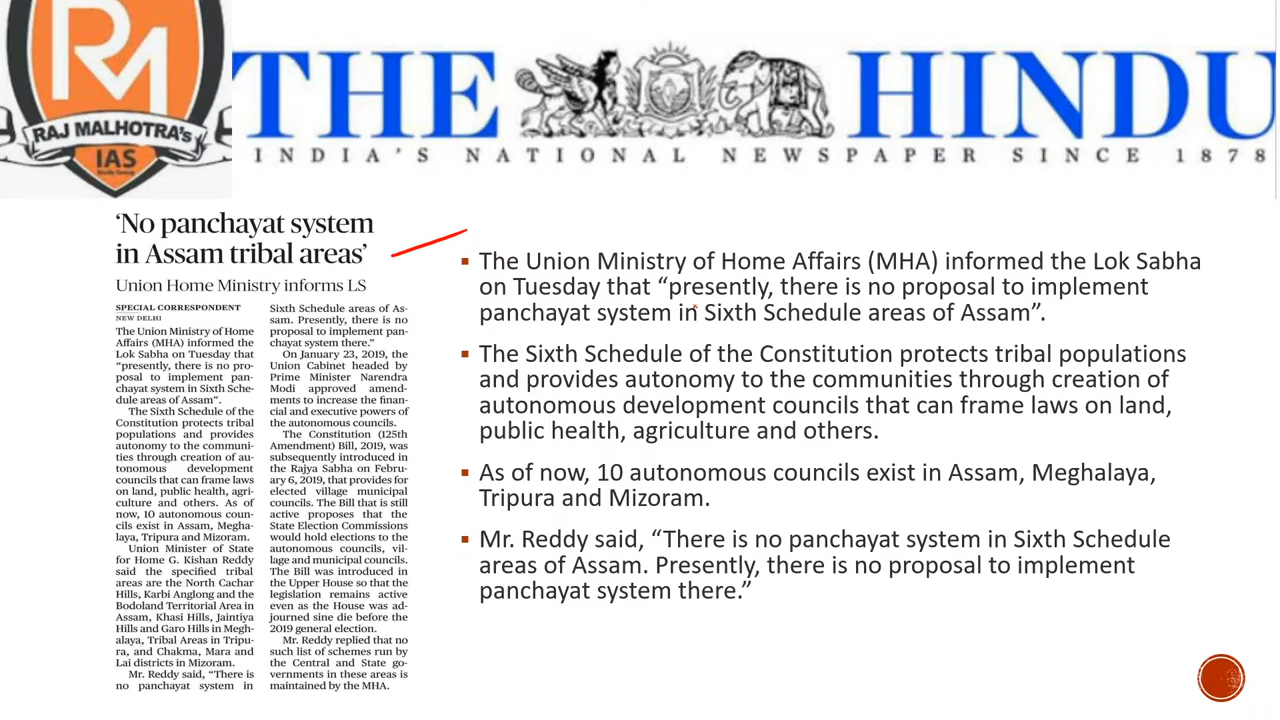 RM
RAJ MALHOTRA's
IAS
Study Group
THE HINDU
INDIA'S NATIONAL NEWSPAPER SINCE 1878
‘No panchayat system
in Assam tribal areas’
Union Home Ministry informs LS
SPECIAL CORRESPONDENT
NEW DELHI
The Union Ministry of Home
Affairs (MHA) informed the
Lok Sabha on Tuesday that
“presently, there is no pro-
posal to implement pan-
chayat system in Sixth Sche-
dule areas of Assam”.
The Sixth Schedule of the
Constitution protects tribal
populations and provides
autonomy to the communi-
ties through creation of au-
tonomous development
councils that can frame laws
on land, public health, agri-
culture and others. As of
now, 10 autonomous coun-
cils exist in Assam, Megha-
laya, Tripura and Mizoram.
Union Minister of State
for Home G. Kishan Reddy
said the specified tribal
areas are the North Cachar
Hills, Karbi Anglong and the
Bodoland Territorial Area in
Assam, Khasi Hills, Jaintiya
Hills and Garo Hills in Megh-
alaya, Tribal Areas in Tripu-
ra, and Chakma, Mara and
Lai districts in Mizoram.
Mr. Reddy said, “There is
no panchayat system in
Sixth Schedule areas of As-
sam. Presently, there is no
proposal to implement pan-
chayat system there.”
On January 23, 2019, the
Union Cabinet headed by
Prime Minister Narendra
Modi approved amend-
ments to increase the finan-
cial and executive powers of
the autonomous councils.
The Constitution (125th
Amendment) Bill, 2019, was
subsequently introduced in
the Rajya Sabha on Febru-
ary 6, 2019, that provides for
elected village municipal
councils. The Bill that is still
active proposes that the
State Election Commissions
would hold elections to the
autonomous councils, vil-
lage and municipal councils.
The Bill was introduced in
the Upper House so that the
legislation remains active
even as the House was ad-
journed sine die before the
2019 general election.
Mr. Reddy replied that no
such list of schemes run by
the Central and State go-
vernments in these areas is
maintained by the MHA.
The Union Ministry of Home Affairs (MHA) informed the Lok Sabha
on Tuesday that “presently, there is no proposal to implement
panchayat system in Sixth Schedule areas of Assam”.
The Sixth Schedule of the Constitution protects tribal populations
and provides autonomy to the communities through creation of
autonomous development councils that can frame laws on land,
public health, agriculture and others.
As of now, 10 autonomous councils exist in Assam, Meghalaya,
Tripura and Mizoram.
Mr. Reddy said, “There is no panchayat system in Sixth Schedule
areas of Assam. Presently, there is no proposal to implement
panchayat system there.”